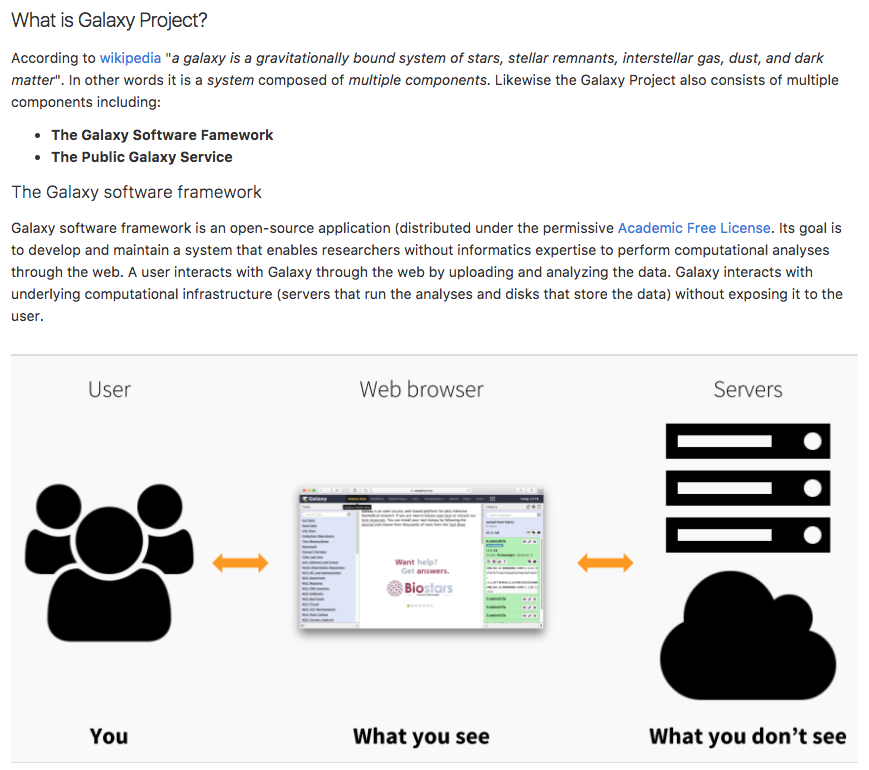 What is Galaxy Project?
According to wikipedia "a galaxy is a gravitationally bound system of stars, stellar remnants, interstellar gas, dust, and dark
matter". In other words it is a system composed of multiple components. Likewise the Galaxy Project also consists of multiple
components including:
• The Galaxy Software Famework
• The Public Galaxy Service
The Galaxy software framework
Galaxy software framework is an open-source application (distributed under the permissive Academic Free License. Its goal is
to develop and maintain a system that enables researchers without informatics expertise to perform computational analyses
through the web. A user interacts with Galaxy through the web by uploading and analyzing the data. Galaxy interacts with
underlying computational infrastructure (servers that run the analyses and disks that store the data) without exposing it to the
user.
User
Web browser
Servers
Galaxy
Want help?
Get answers.
Biostars
You
What you see
What you don't see